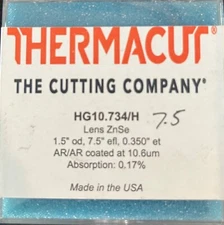 THERMACUT®
THE CUTTING COMPANY®
HG10.734/H 7.5
Lens ZnSe
1.5" od, 7.5" efl, 0.350" et
AR/AR coated at 10.6um
Absorption: 0.17%
Made in the USA